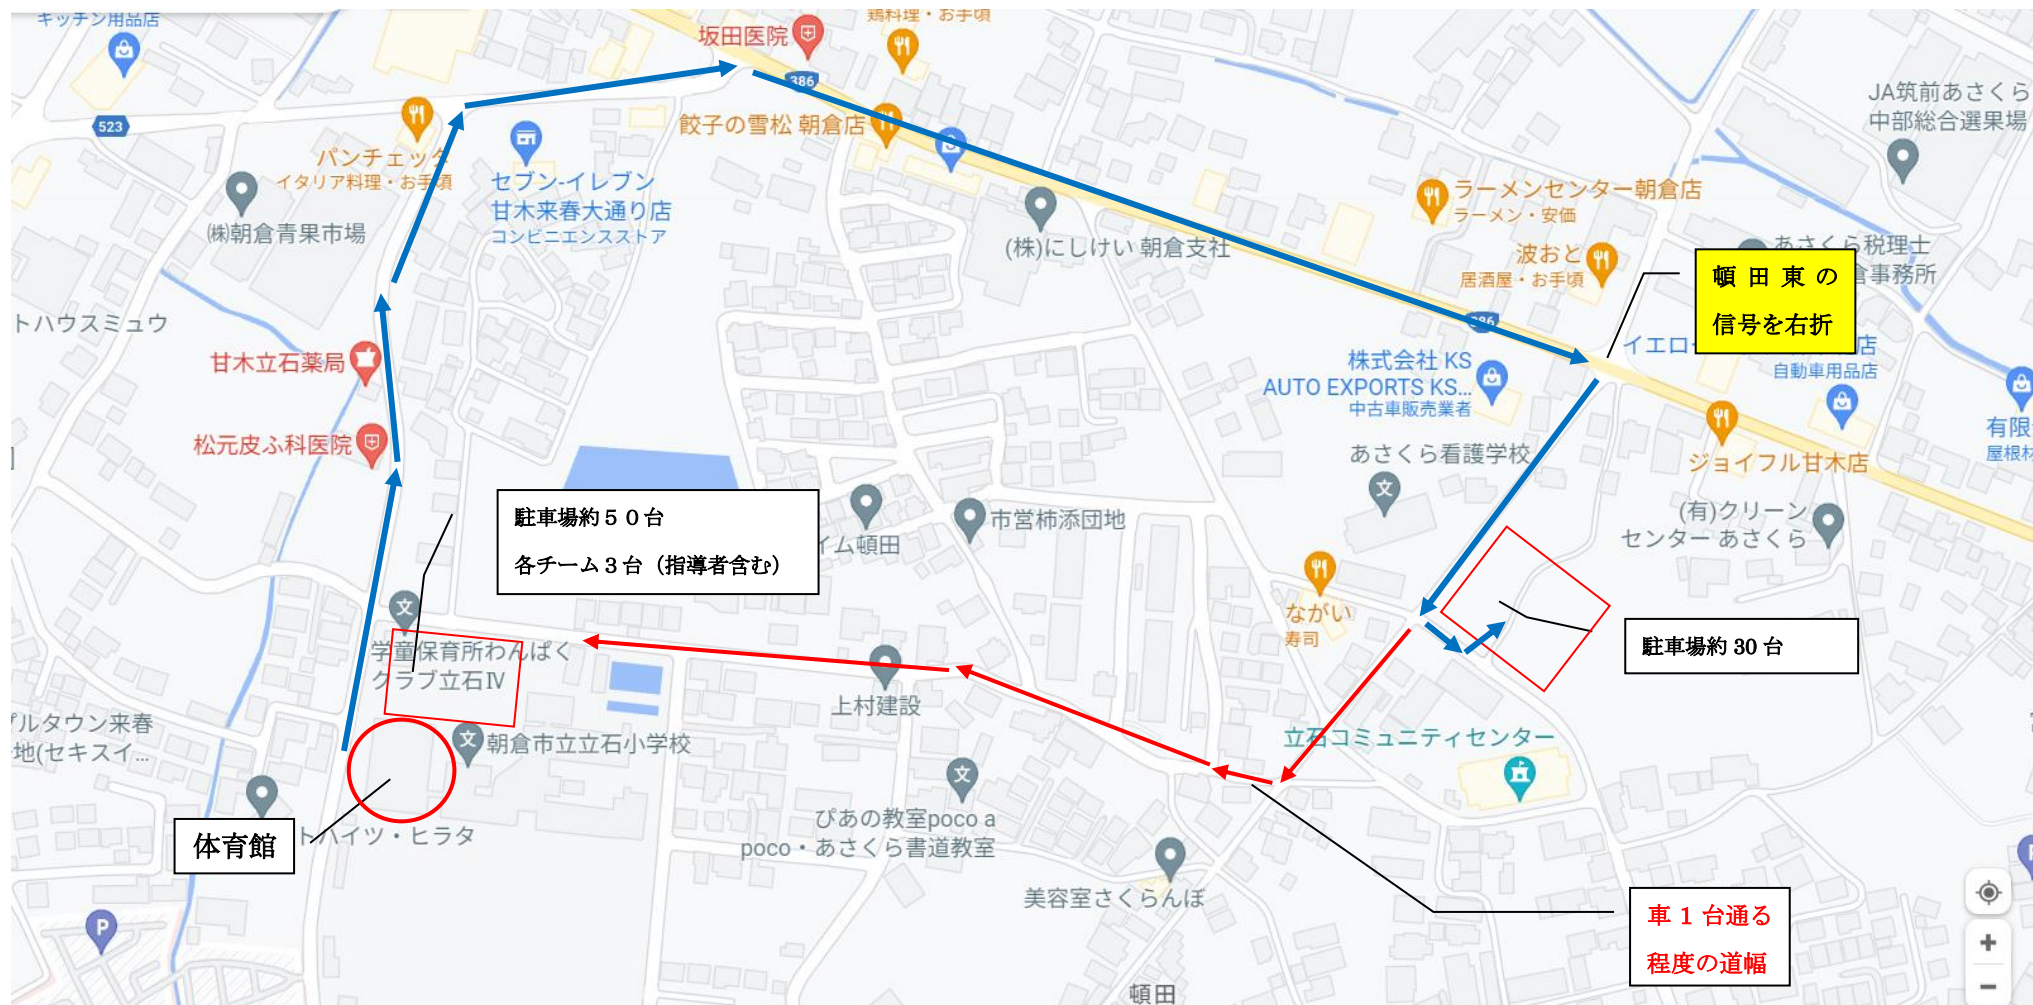 キッチン用品店
鶏料理・お手頃
坂田医院
386
JA筑前あさくら
中部総合選果場
523
餃子の雪松 朝倉店
パンチェッタ
イタリア料理・お手頃
セブン-イレブン
甘木来春大通り店
コンビニエンスストア
ラーメンセンター朝倉店
ラーメン・安価
㈱朝倉青果市場
(株)にしけい 朝倉支社
波おと
居酒屋・お手頃
あさくら税理士
事務所
頓田東の
信号を右折
トハウスミュウ
386
甘木立石薬局
株式会社 KS
AUTO EXPORTS KS...
中古車販売業者
イエロー
店
自動車用品店
松元皮ふ科医院
あさくら看護学校
ジョイフル甘木店
有限
屋根材
駐車場約50台
各チーム3台（指導者含む）
イム頓田
市営柿添団地
(有)クリーン
センター あさくら
ながい
寿司
駐車場約 30 台
学童保育所わんぱく
クラブ立石Ⅳ
上村建設
プルタウン来春
地(セキスイ...
朝倉市立立石小学校
立石コミュニティセンター
体育館
トハイツ・ヒラタ
ぴあの教室poco a
poco・あさくら書道教室
美容室さくらんぼ
車 1 台通る
程度の道幅
P
P
頓田